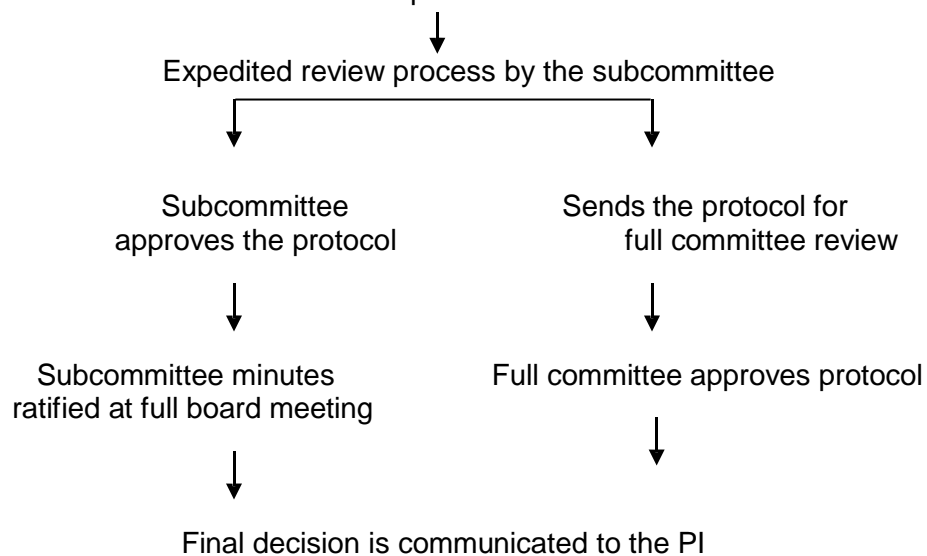 Expedited review process by the subcommittee
Subcommittee
approves the protocol
Sends the protocol for
full committee review
Subcommittee minutes
ratified at full board meeting
Full committee approves protocol
Final decision is communicated to the PI